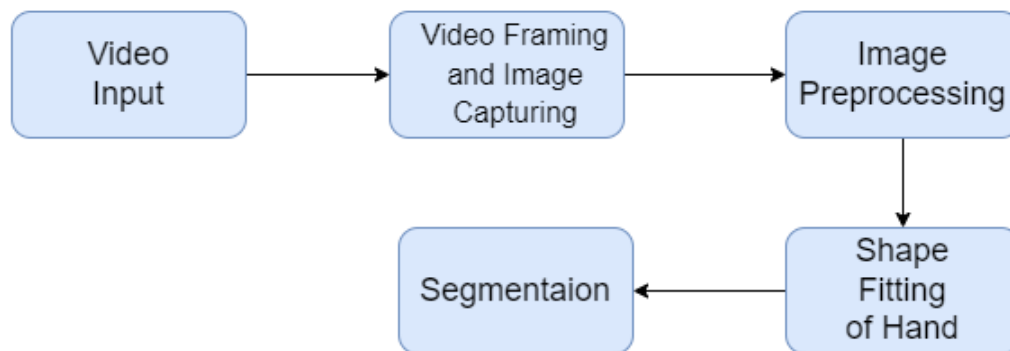 Video
Input
Video Framing
and Image
Capturing
Image
Preprocessing
Shape
Fitting
of Hand
Segmentaion